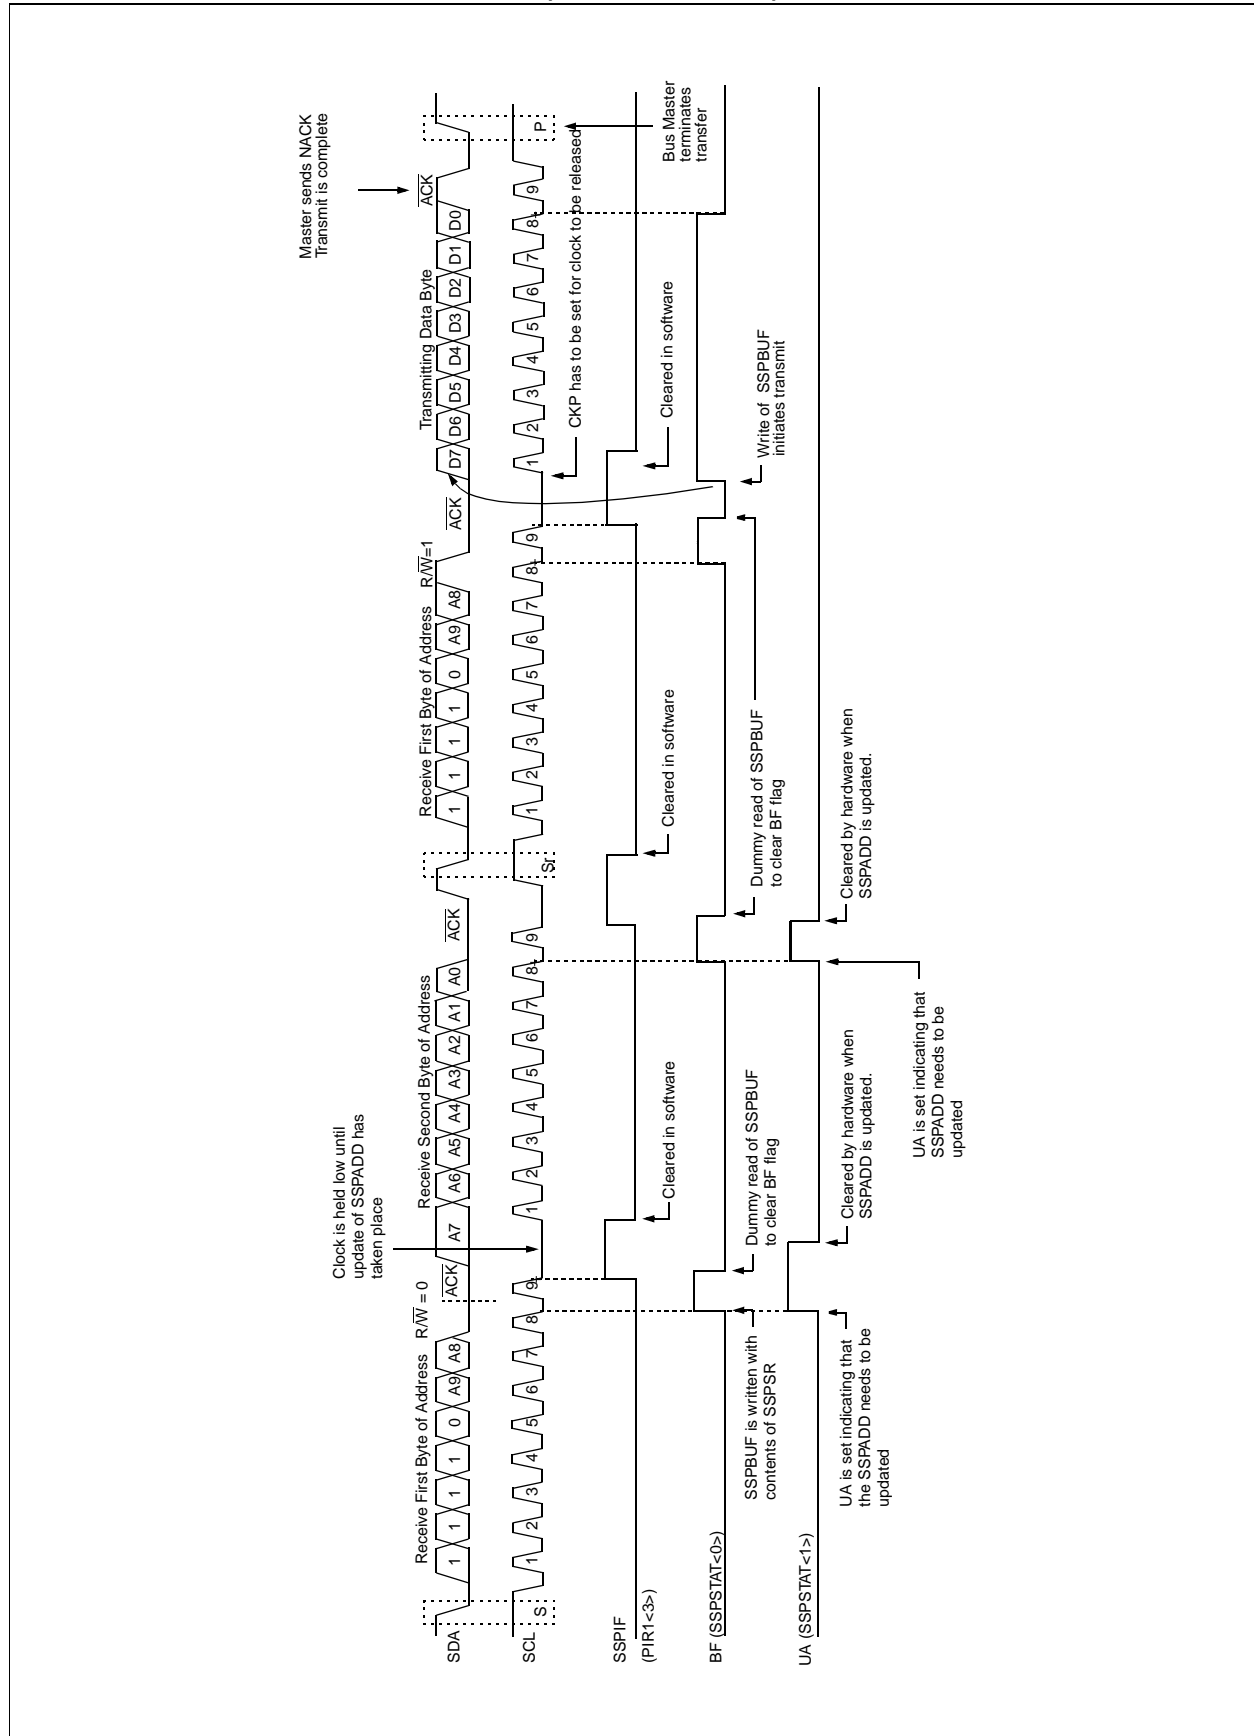 Master sends NACK
Transmit is complete
Clock is held low until
update of SSPADD has
taken place
Receive First Byte of Address R/W = 0
Receive Second Byte of Address
Receive First Byte of Address R/W=1
Transmitting Data Byte
ACK
ACK
ACK
ACK
SDA
1 1 1 1 0 A9 A8
A7 A6 A5 A4 A3 A2 A1 A0
1 1 1 1 0 A9 A8
D7 D6 D5 D4 D3 D2 D1 D0
SCL
S 1 2 3 4 5 6 7 8 9
1 2 3 4 5 6 7 8 9
Sr 1 2 3 4 5 6 7 8 9
1 2 3 4 5 6 7 8 9 P
CKP has to be set for clock to be released
SSPIF
(PIR1<3>)
Cleared in software
Cleared in software
Cleared in software
Bus Master
terminates
transfer
BF (SSPSTAT<0>)
SSPBUF is written with
contents of SSPSR
Dummy read of SSPBUF
to clear BF flag
Dummy read of SSPBUF
to clear BF flag
Write of SSPBUF
initiates transmit
UA (SSPSTAT<1>)
UA is set indicating that
the SSPADD needs to be
updated
Cleared by hardware when
SSPADD is updated.
Cleared by hardware when
SSPADD is updated.
UA is set indicating that
SSPADD needs to be
updated